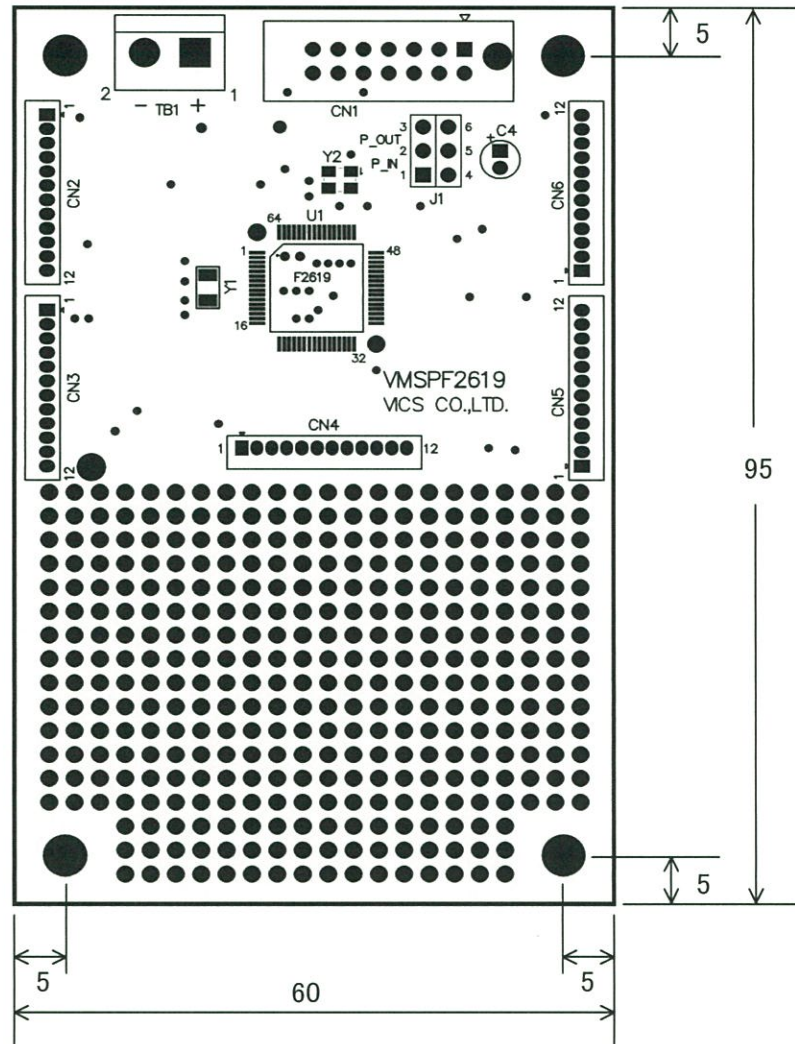 5
2 − TB1 + 1
CN1
1
CN2
12
3 P_OUT 6
2 P_IN 5
1 4
J1
+ C4
12
CN6
1
Y2
U1
64
1 48
F2619
16
32
Y1
1
CN3
12
12
CN5
1
VMSPF2619
VICS CO.,LTD.
CN4
1 12
95
5
5
5
60